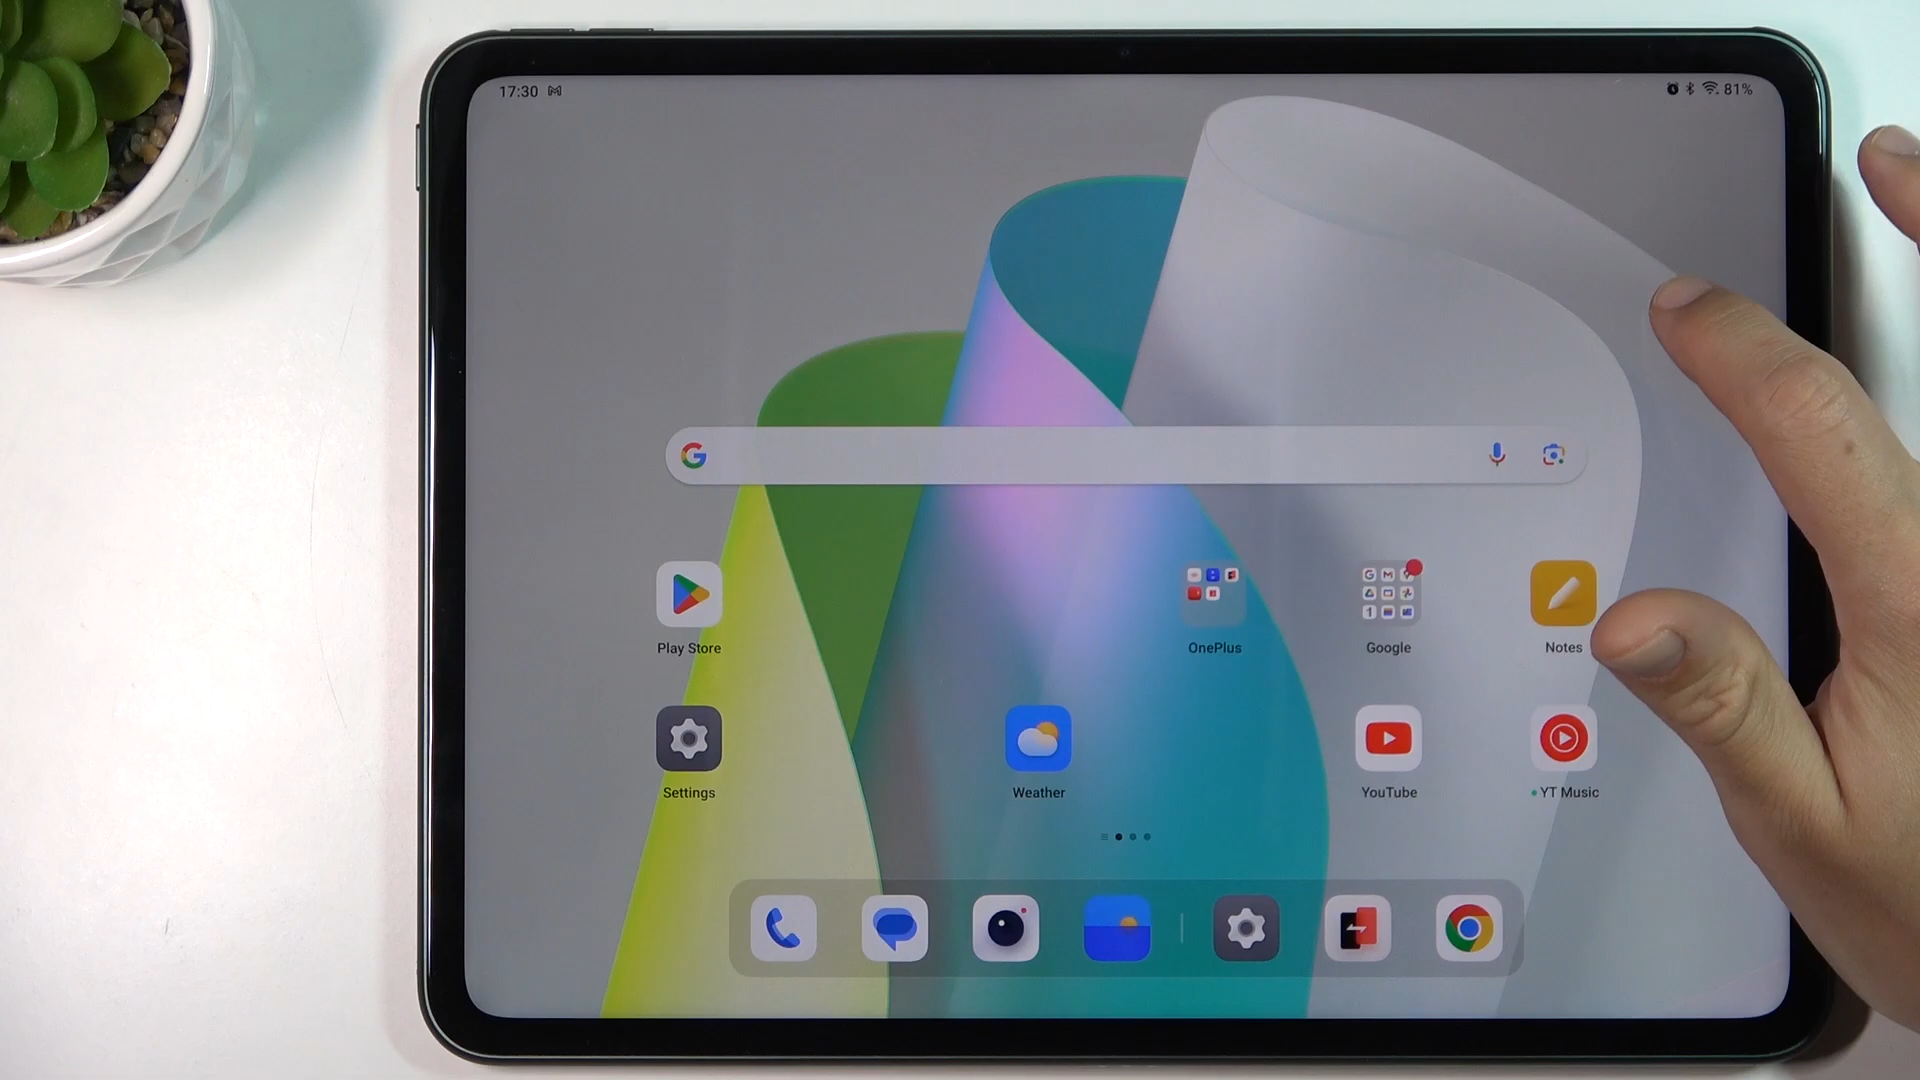 17:30
81%
Play Store
OnePlus
Google
Notes
Settings
Weather
YouTube
YT Music